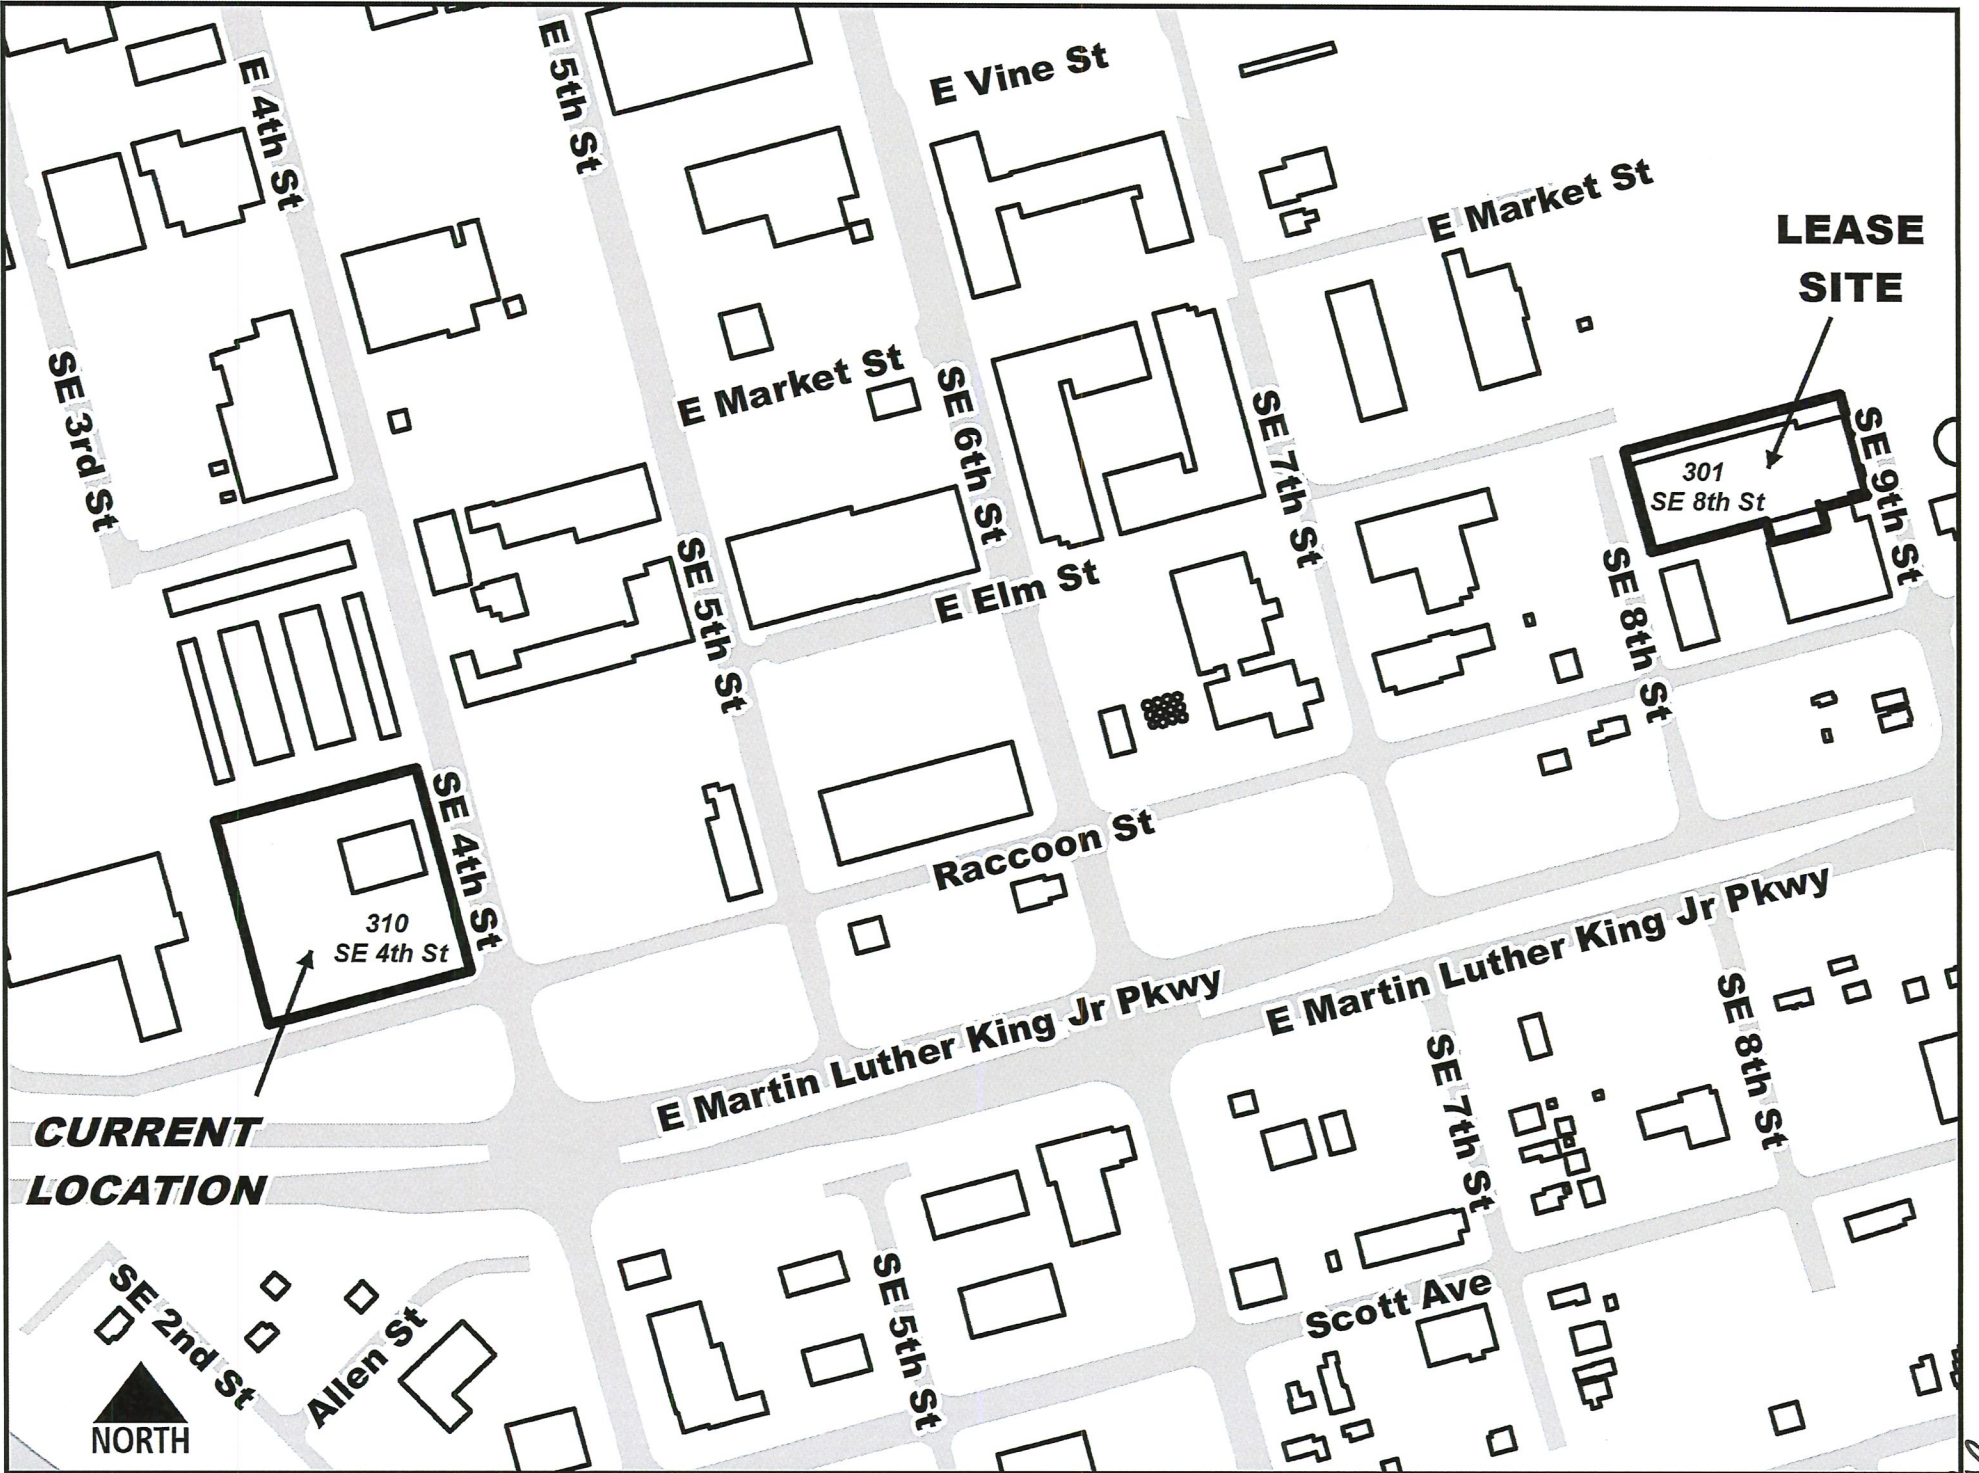 E 4th St
E 5th St
E Vine St
E Market St
LEASE
SITE
SE 3rd St
E Market St
SE 6th St
SE 7th St
SE 9th St
301
SE 8th St
SE 5th St
E Elm St
SE 8th St
SE 4th St
Raccoon St
310
SE 4th St
E Martin Luther King Jr Pkwy
E Martin Luther King Jr Pkwy
SE 7th St
SE 8th St
CURRENT
LOCATION
SE 2nd St
Allen St
SE 5th St
Scott Ave
NORTH